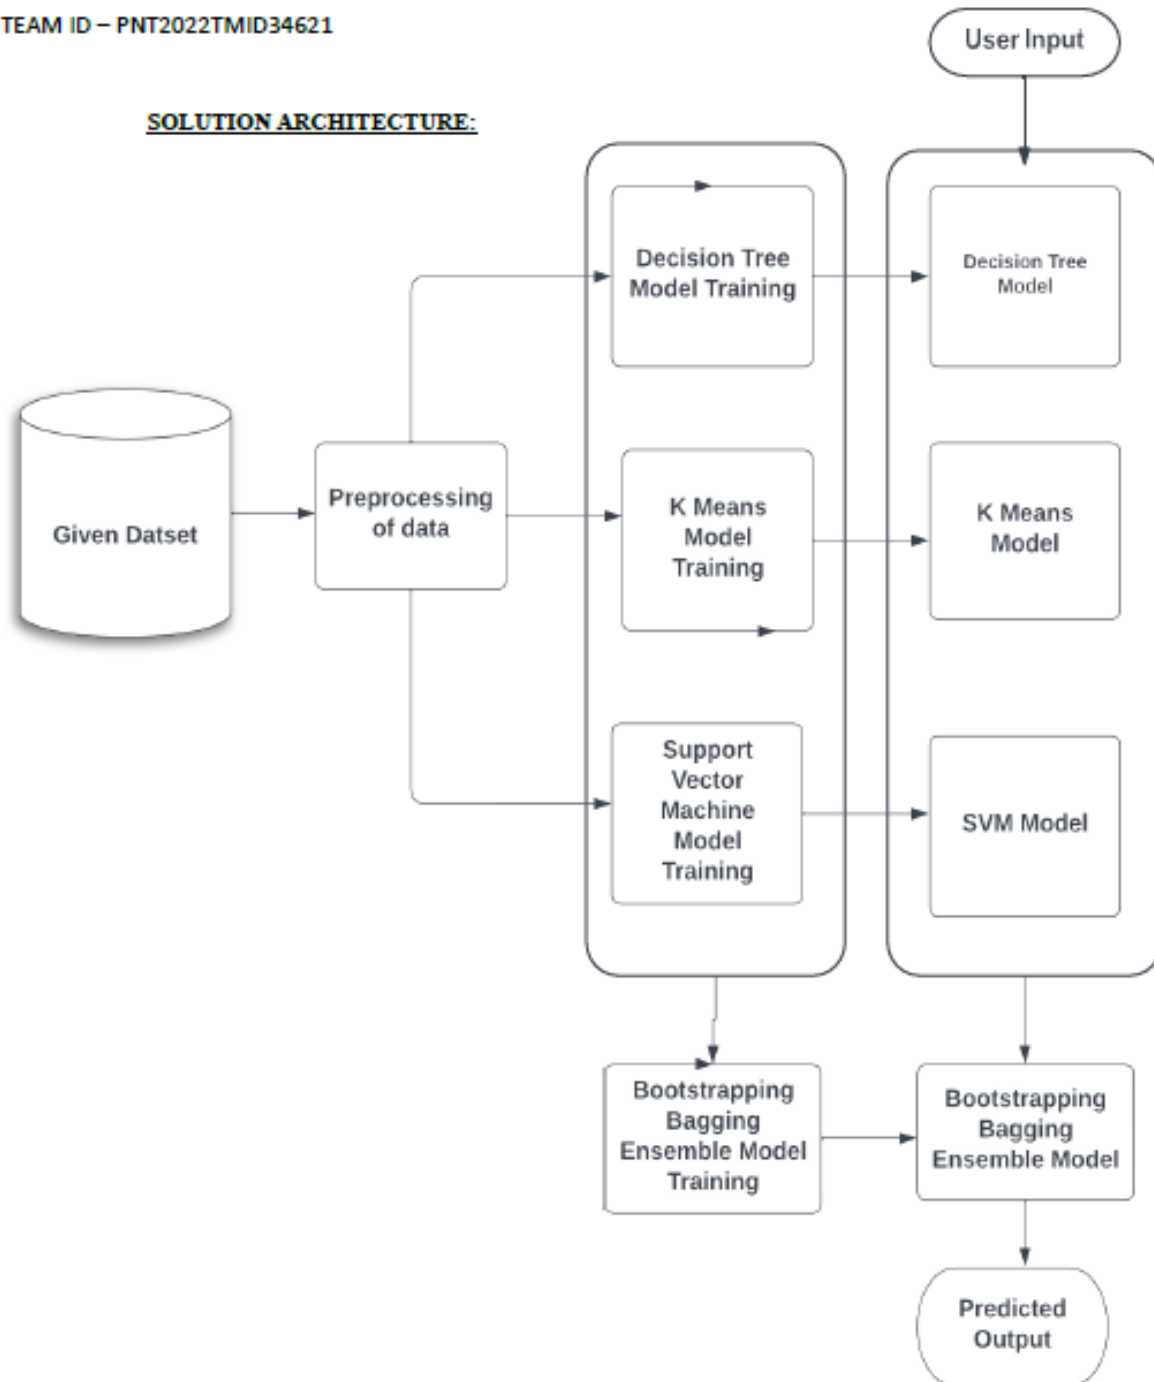 TEAM ID – PNT2022TMID34621
User Input
SOLUTION ARCHITECTURE:
Decision Tree
Model Training
Decision Tree
Model
Given Datset
Preprocessing
of data
K Means
Model
Training
K Means
Model
Support
Vector
Machine
Model
Training
SVM Model
Bootstrapping
Bagging
Ensemble Model
Training
Bootstrapping
Bagging
Ensemble Model
Predicted
Output